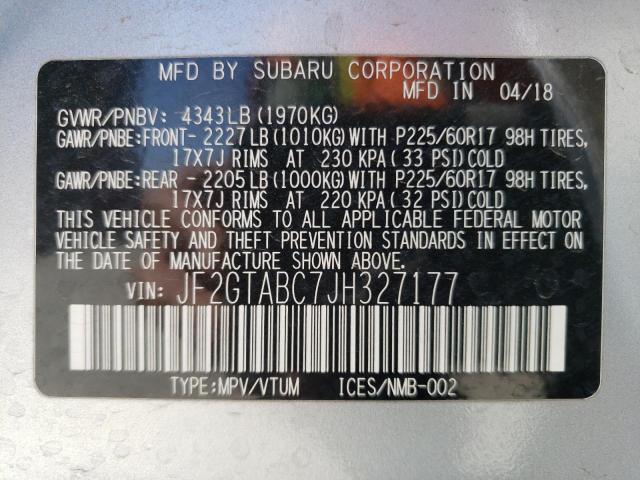 MFD BY SUBARU CORPORATION
MFD IN 04/18
GVWR/PNBV: 4343LB (1970KG)
GAWR/PNBE:FRONT- 2227LB (1010KG)WITH P225/60R17 98H TIRES,
17X7J RIMS AT 230 KPA (33 PSI)COLD
GAWR/PNBE:REAR - 2205LB (1000KG)WITH P225/60R17 98H TIRES,
17X7J RIMS AT 220 KPA (32 PSI)COLD
THIS VEHICLE CONFORMS TO ALL APPLICABLE FEDERAL MOTOR
VEHICLE SAFETY AND THEFT PREVENTION STANDARDS IN EFFECT ON
THE DATE OF MANUFACTURE SHOWN ABOVE.
VIN: JF2GTABC7JH327177
TYPE:MPV/VTUM ICES/NMB-002